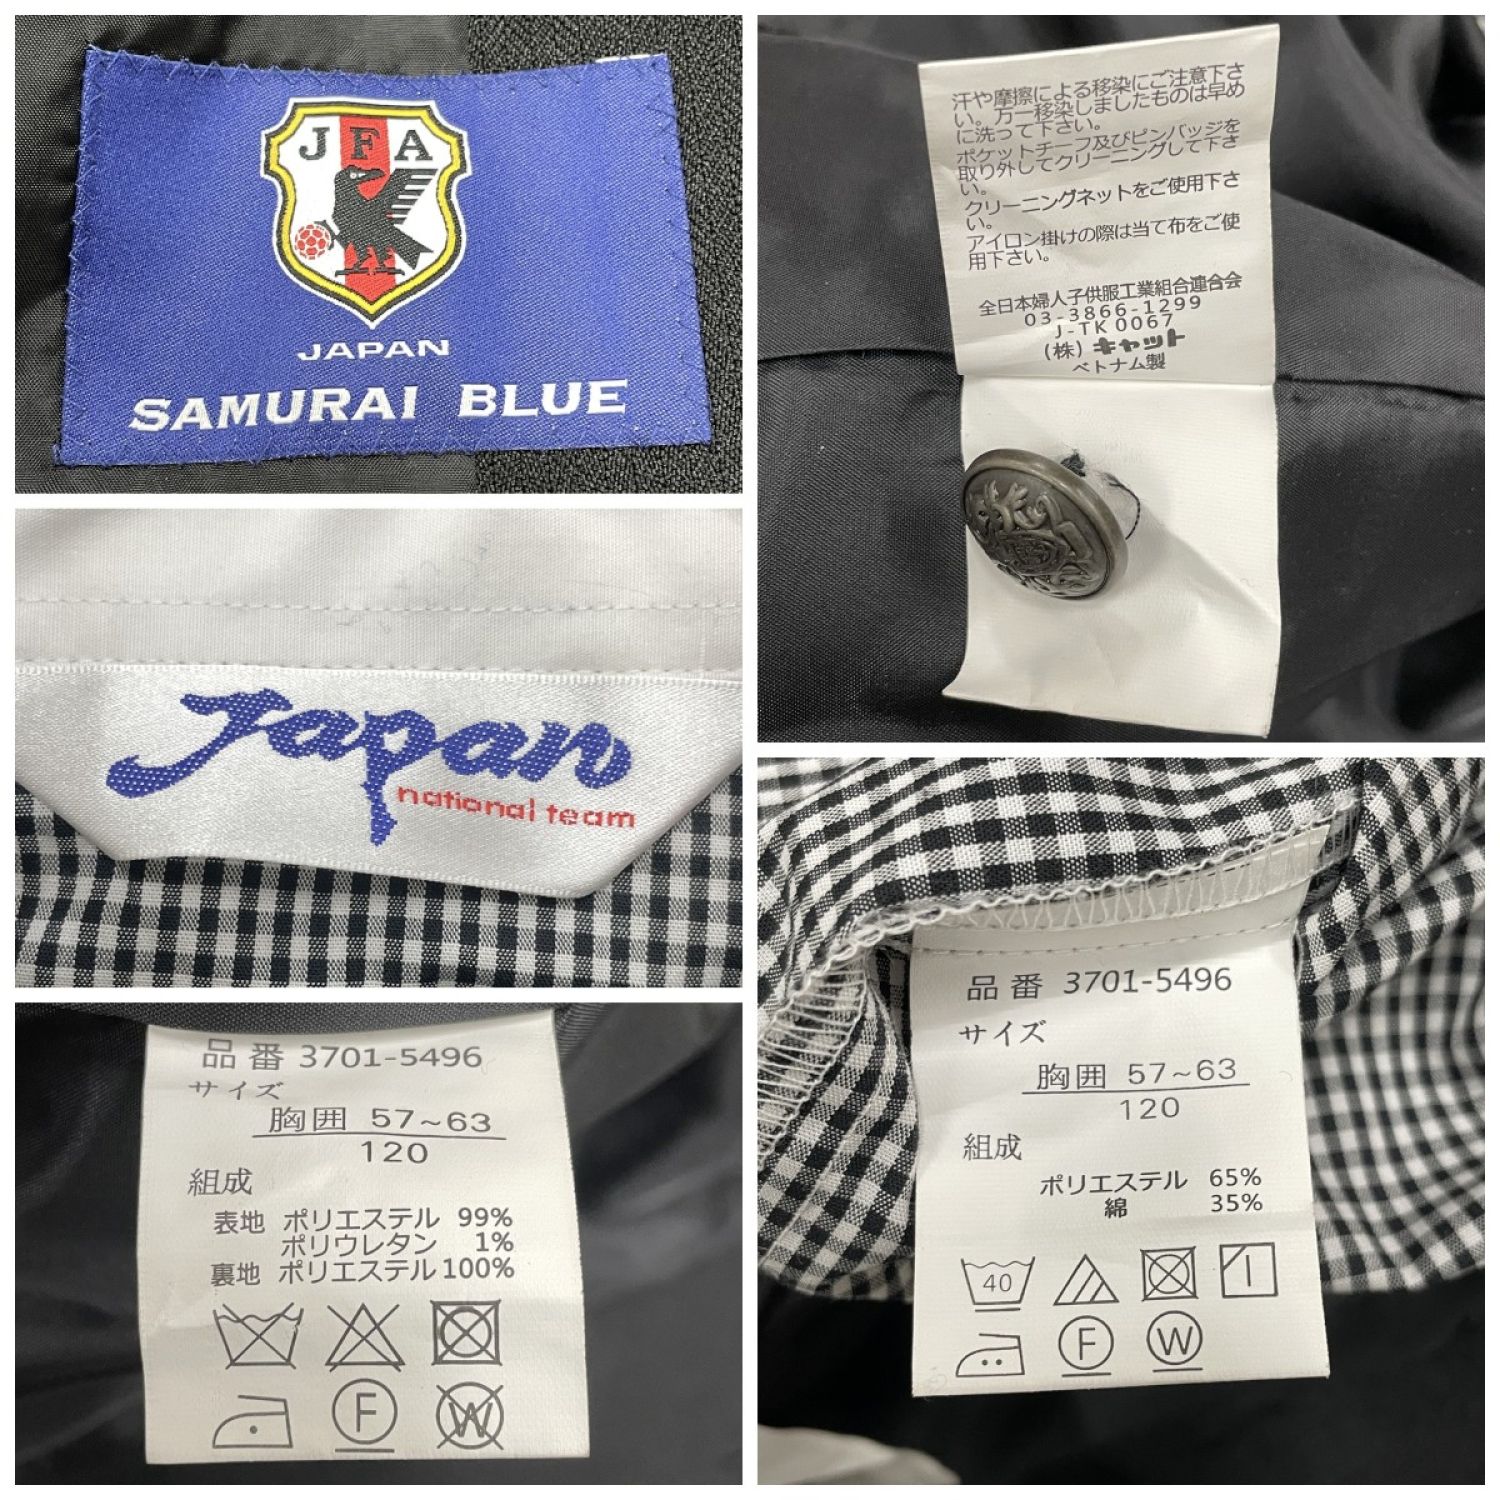 JFA
JAPAN
SAMURAI BLUE
汗や摩擦による移染にご注意下さ
い。万一移染しましたものは早め
に洗って下さい。
ポケットチーフ及びピンバッジを
取り外してクリーニングして下さ
い。
クリーニングネットをご使用下さ
い。
アイロン掛けの際は当て布をご使
用下さい。
全日本婦人子供服工業組合連合会
03-3866-1299
J-TK0067
(株) キャット
ベトナム製
Japan
national team
品番 3701-5496
サイズ
胸囲 57~63
120
組成
表地 ポリエステル 99%
ポリウレタン 1%
裏地 ポリエステル 100%
F
W
品番 3701-5496
サイズ
胸囲 57~63
120
組成
ポリエステル 65%
綿 35%
40
F
W